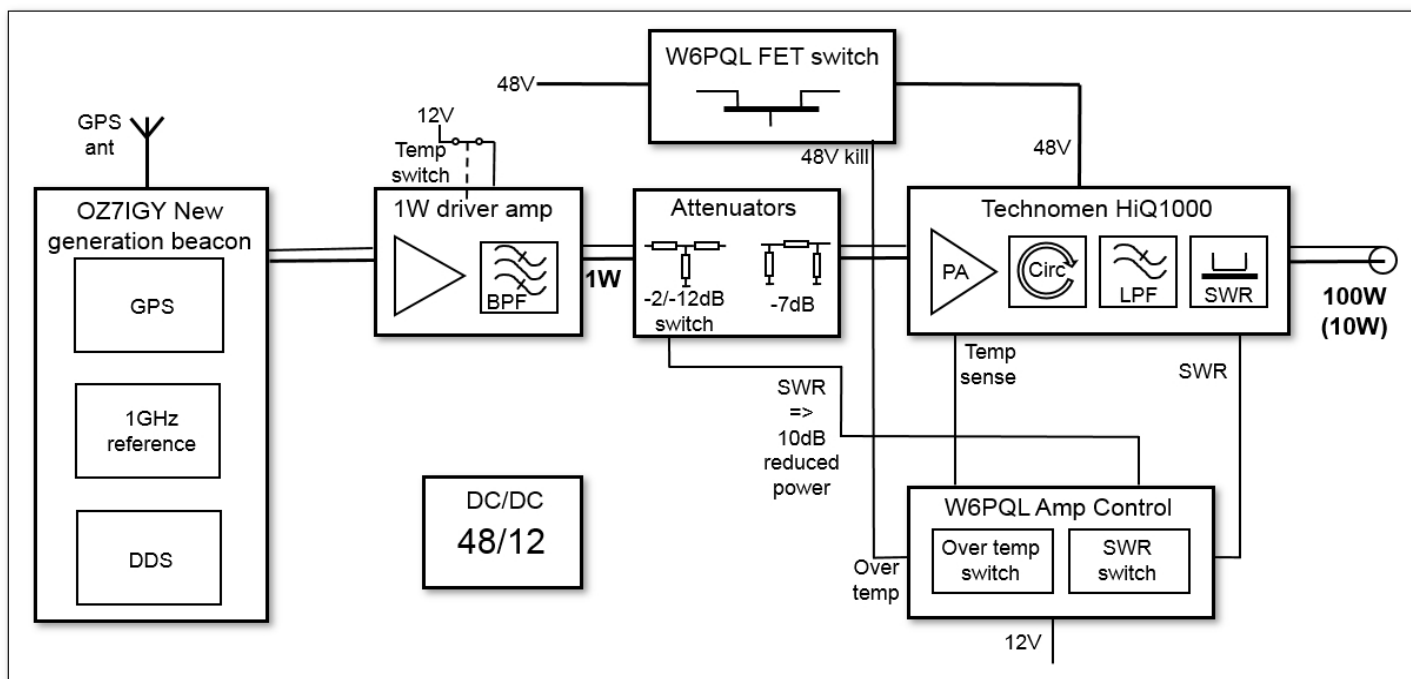 W6PQL FET switch
48V
48V kill
48V
GPS
ant
12V
Temp
switch
OZ7IGY New
generation beacon
GPS
1GHz
reference
DDS
1W driver amp
BPF
1W
Attenuators
-2/-12dB
switch
-7dB
Technomen HiQ1000
PA
Circ
LPF
SWR
100W
(10W)
Temp
sense
SWR
SWR
=>
10dB
reduced
power
DC/DC
48/12
W6PQL Amp Control
Over temp
switch
SWR
switch
Over
temp
12V